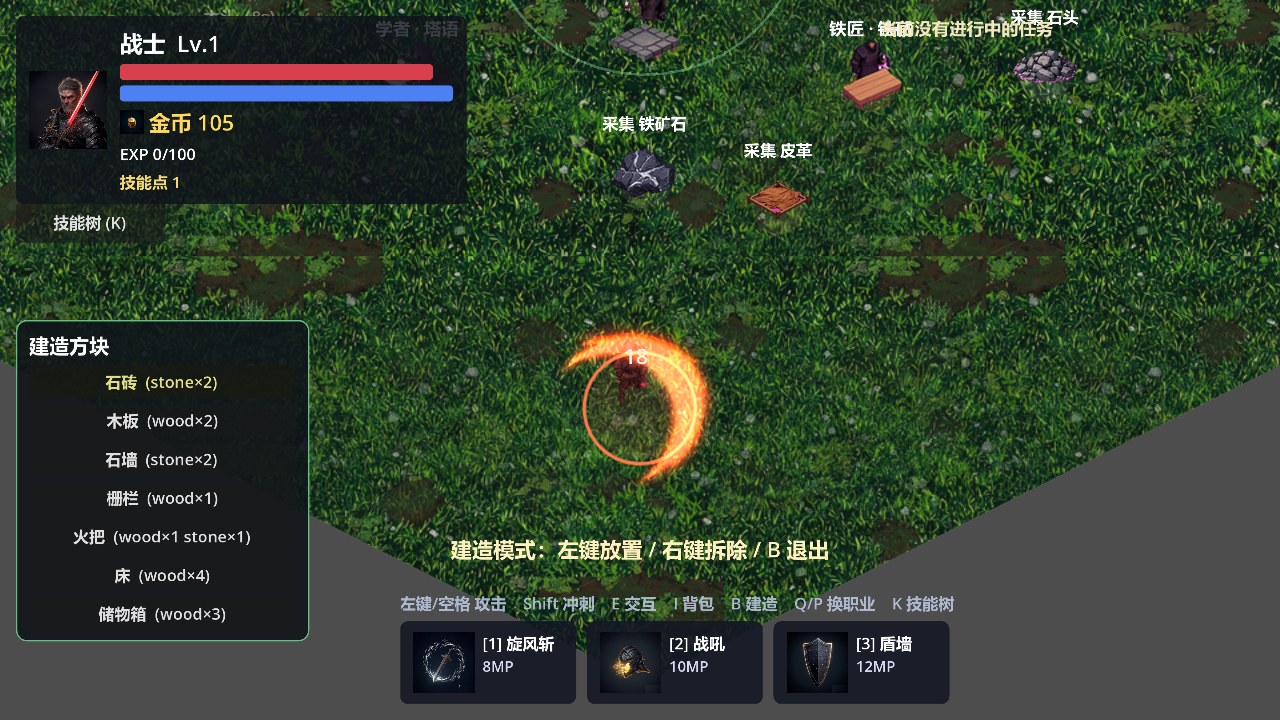 学者 · 塔语
战士 Lv.1
金币 105
EXP 0/100
技能点 1
技能树 (K)
采集 石头
铁匠 ·
没有进行中的任务
采集 铁矿石
采集 皮革
18
建造方块
石砖 (stone×2)
木板 (wood×2)
石墙 (stone×2)
栅栏 (wood×1)
火把 (wood×1 stone×1)
床 (wood×4)
储物箱 (wood×3)
建造模式：左键放置 / 右键拆除 / B 退出
左键/空格 攻击 Shift 冲刺 E 交互 I 背包 B 建造 Q/P 换职业 K 技能树
[1] 旋风斩
8MP
[2] 战吼
10MP
[3] 盾墙
12MP